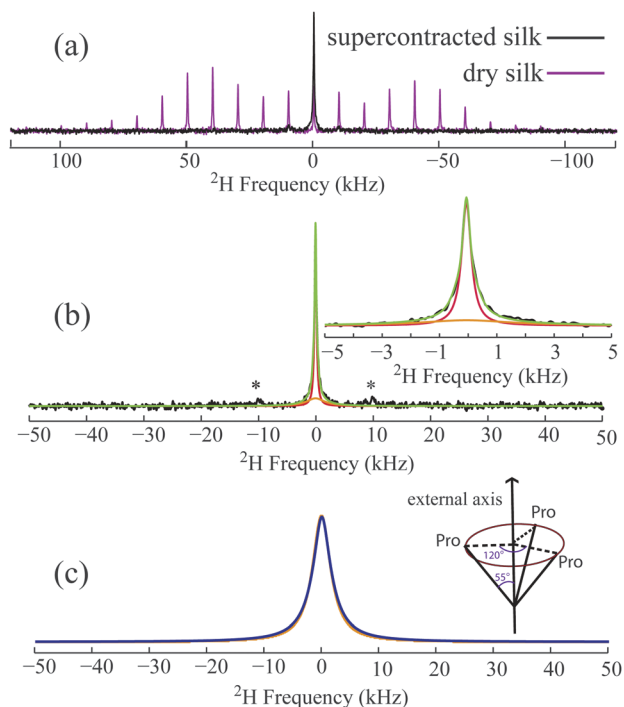 (a)
supercontracted silk
dry silk
100 50 0 −50 −100
²H Frequency (kHz)
(b)
−5 −3 −1 1 3 5
²H Frequency (kHz)
* *
−50 −40 −30 −20 −10 0 10 20 30 40 50
²H Frequency (kHz)
(c)
external axis
Pro
Pro
120°
Pro
55°
−50 −40 −30 −20 −10 0 10 20 30 40 50
²H Frequency (kHz)